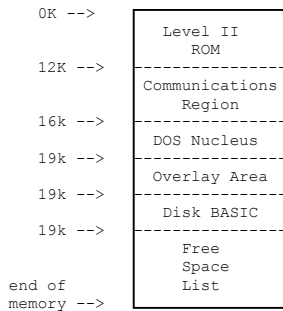 0K -->
Level II
ROM
12K -->
Communications
Region
16k -->
DOS Nucleus
19k -->
Overlay Area
19k -->
Disk BASIC
19k -->
Free
Space
end of List
memory -->